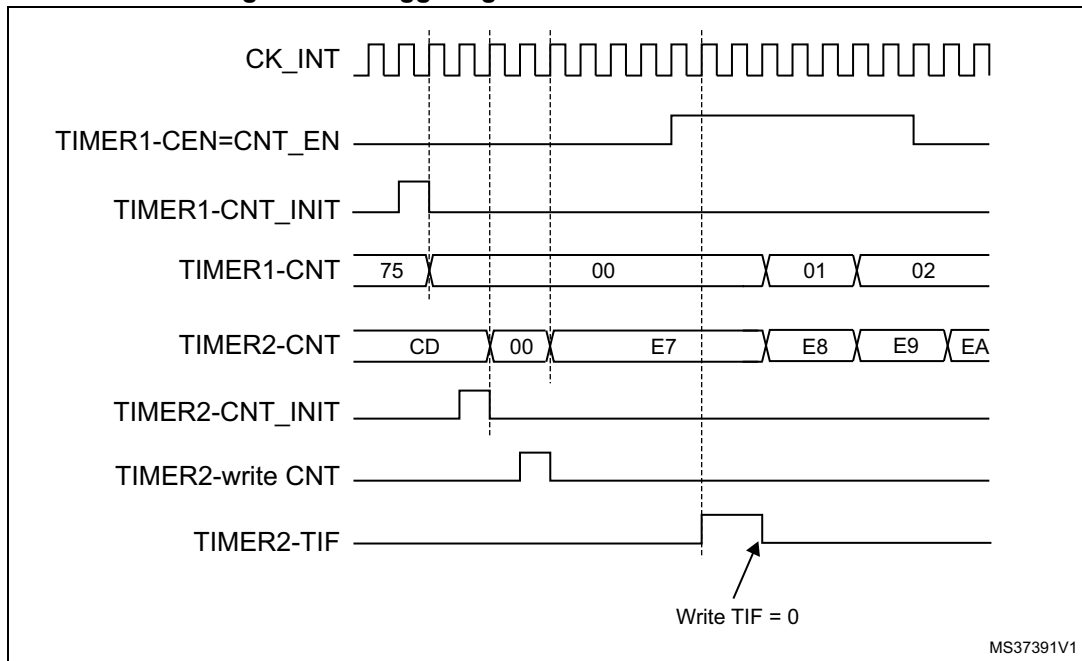 CK_INT
TIMER1-CEN=CNT_EN
TIMER1-CNT_INIT
TIMER1-CNT 75 00 01 02
TIMER2-CNT CD 00 E7 E8 E9 EA
TIMER2-CNT_INIT
TIMER2-write CNT
TIMER2-TIF
Write TIF = 0
MS37391V1